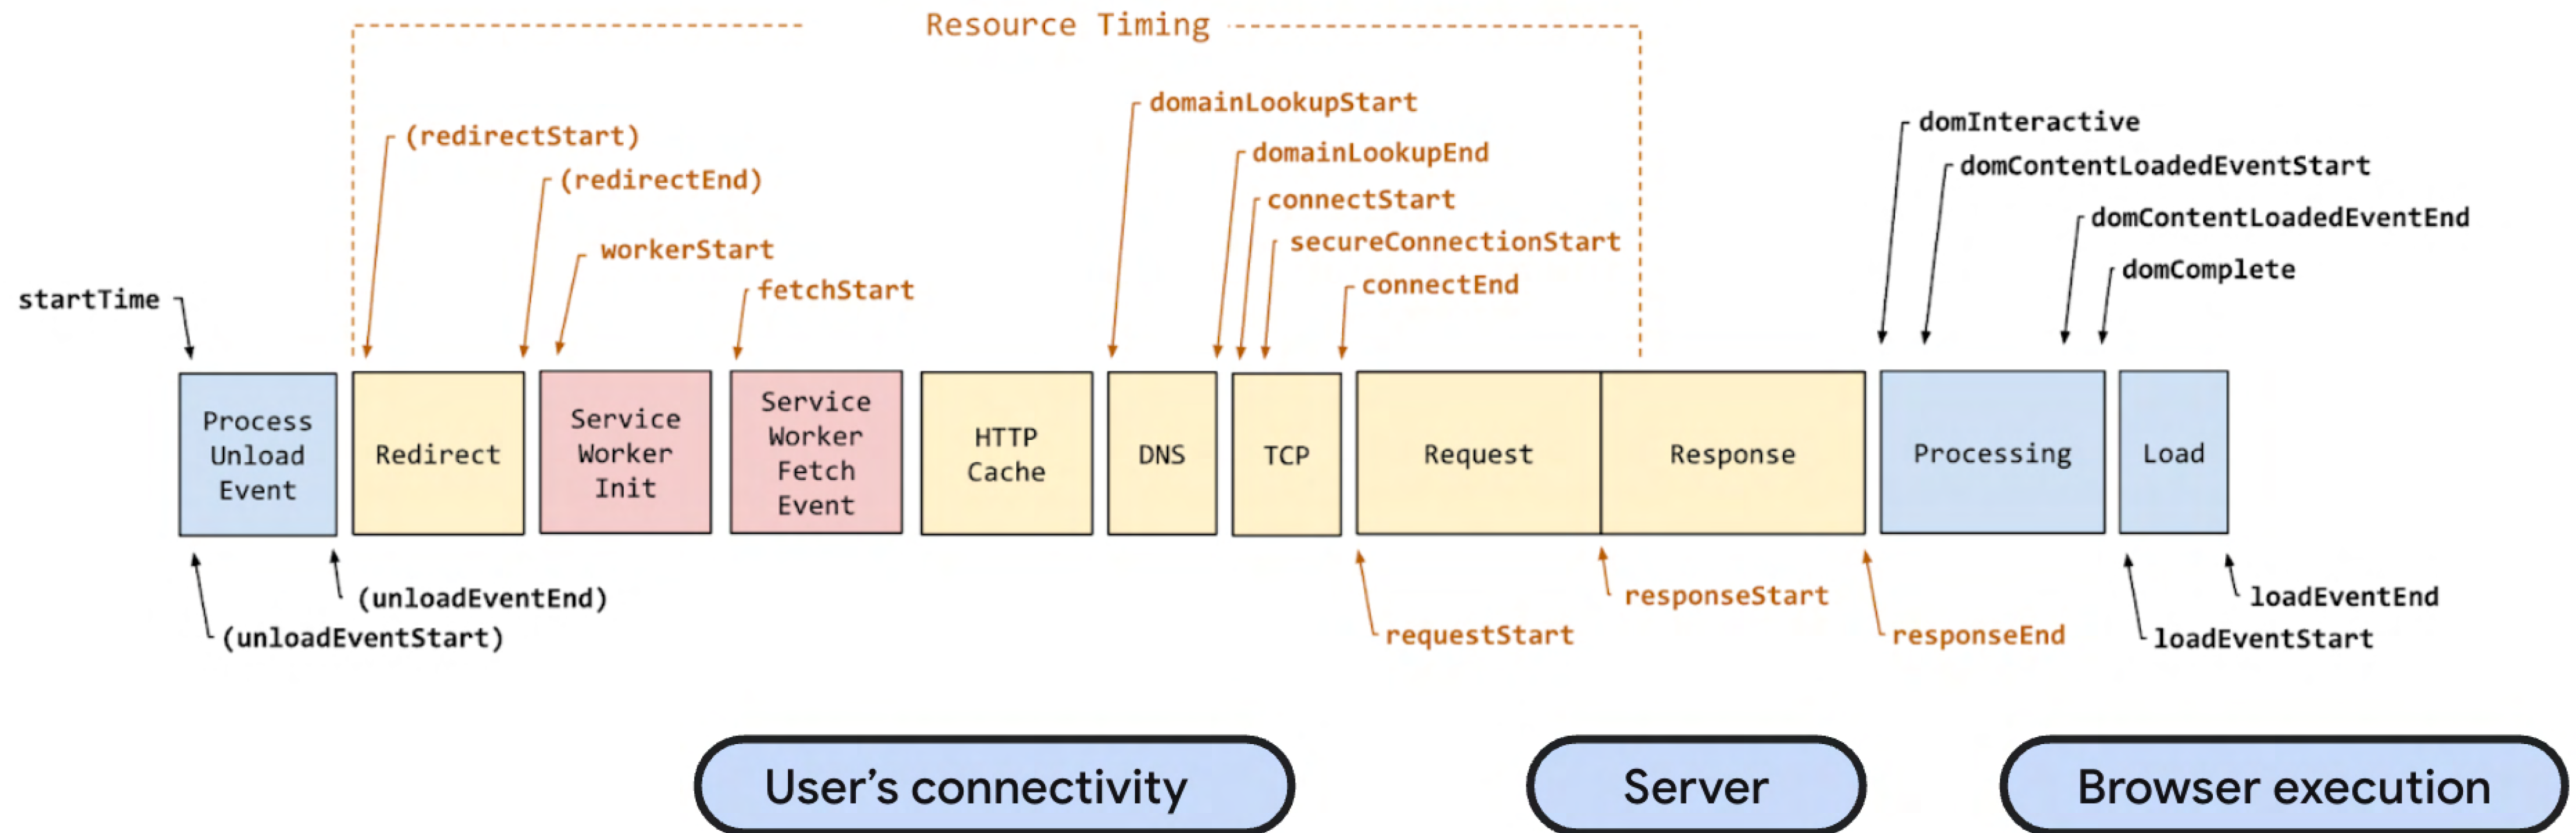 Resource Timing
domainLookupStart
(redirectStart)
domInteractive
domainLookupEnd
domContentLoadedEventStart
(redirectEnd)
connectStart
domContentLoadedEventEnd
workerStart
secureConnectionStart
domComplete
fetchStart
connectEnd
startTime
Process
Unload
Event
Redirect
Service
Worker
Init
Service
Worker
Fetch
Event
HTTP
Cache
DNS
TCP
Request
Response
Processing
Load
(unloadEventEnd)
(unloadEventStart)
responseStart
requestStart
responseEnd
loadEventEnd
loadEventStart
User’s connectivity
Server
Browser execution